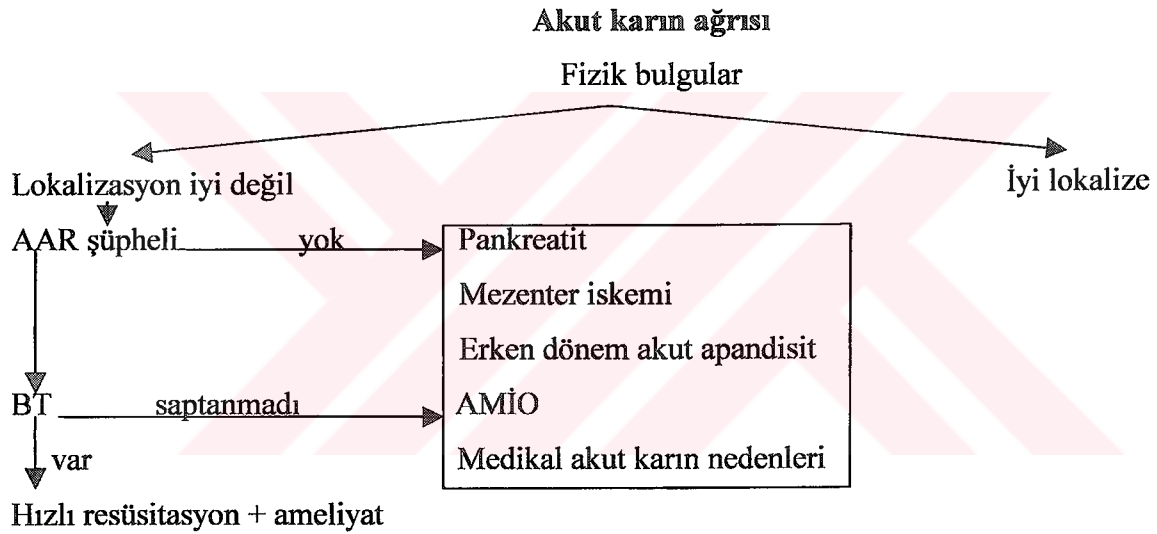 Akut karın ağrısı
Fizik bulgular
Lokalizasyon iyi değil
İyi lokalize
AAR şüpheli
yok
Pankreatit
Mezenter iskemi
Erken dönem akut apandisit
BT
saptanmadı
AMİO
var
Medikal akut karın nedenleri
Hızlı resüsitasyon + ameliyat